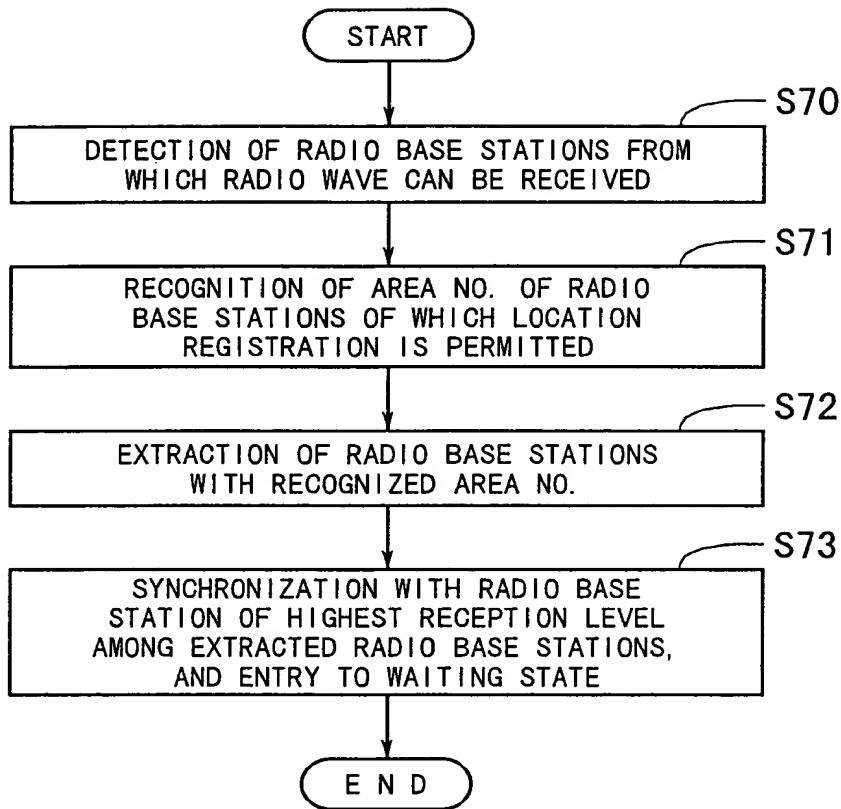 START
S70
DETECTION OF RADIO BASE STATIONS FROM
WHICH RADIO WAVE CAN BE RECEIVED
S71
RECOGNITION OF AREA NO. OF RADIO
BASE STATIONS OF WHICH LOCATION
REGISTRATION IS PERMITTED
S72
EXTRACTION OF RADIO BASE STATIONS
WITH RECOGNIZED AREA NO.
S73
SYNCHRONIZATION WITH RADIO BASE
STATION OF HIGHEST RECEPTION LEVEL
AMONG EXTRACTED RADIO BASE STATIONS,
AND ENTRY TO WAITING STATE
END